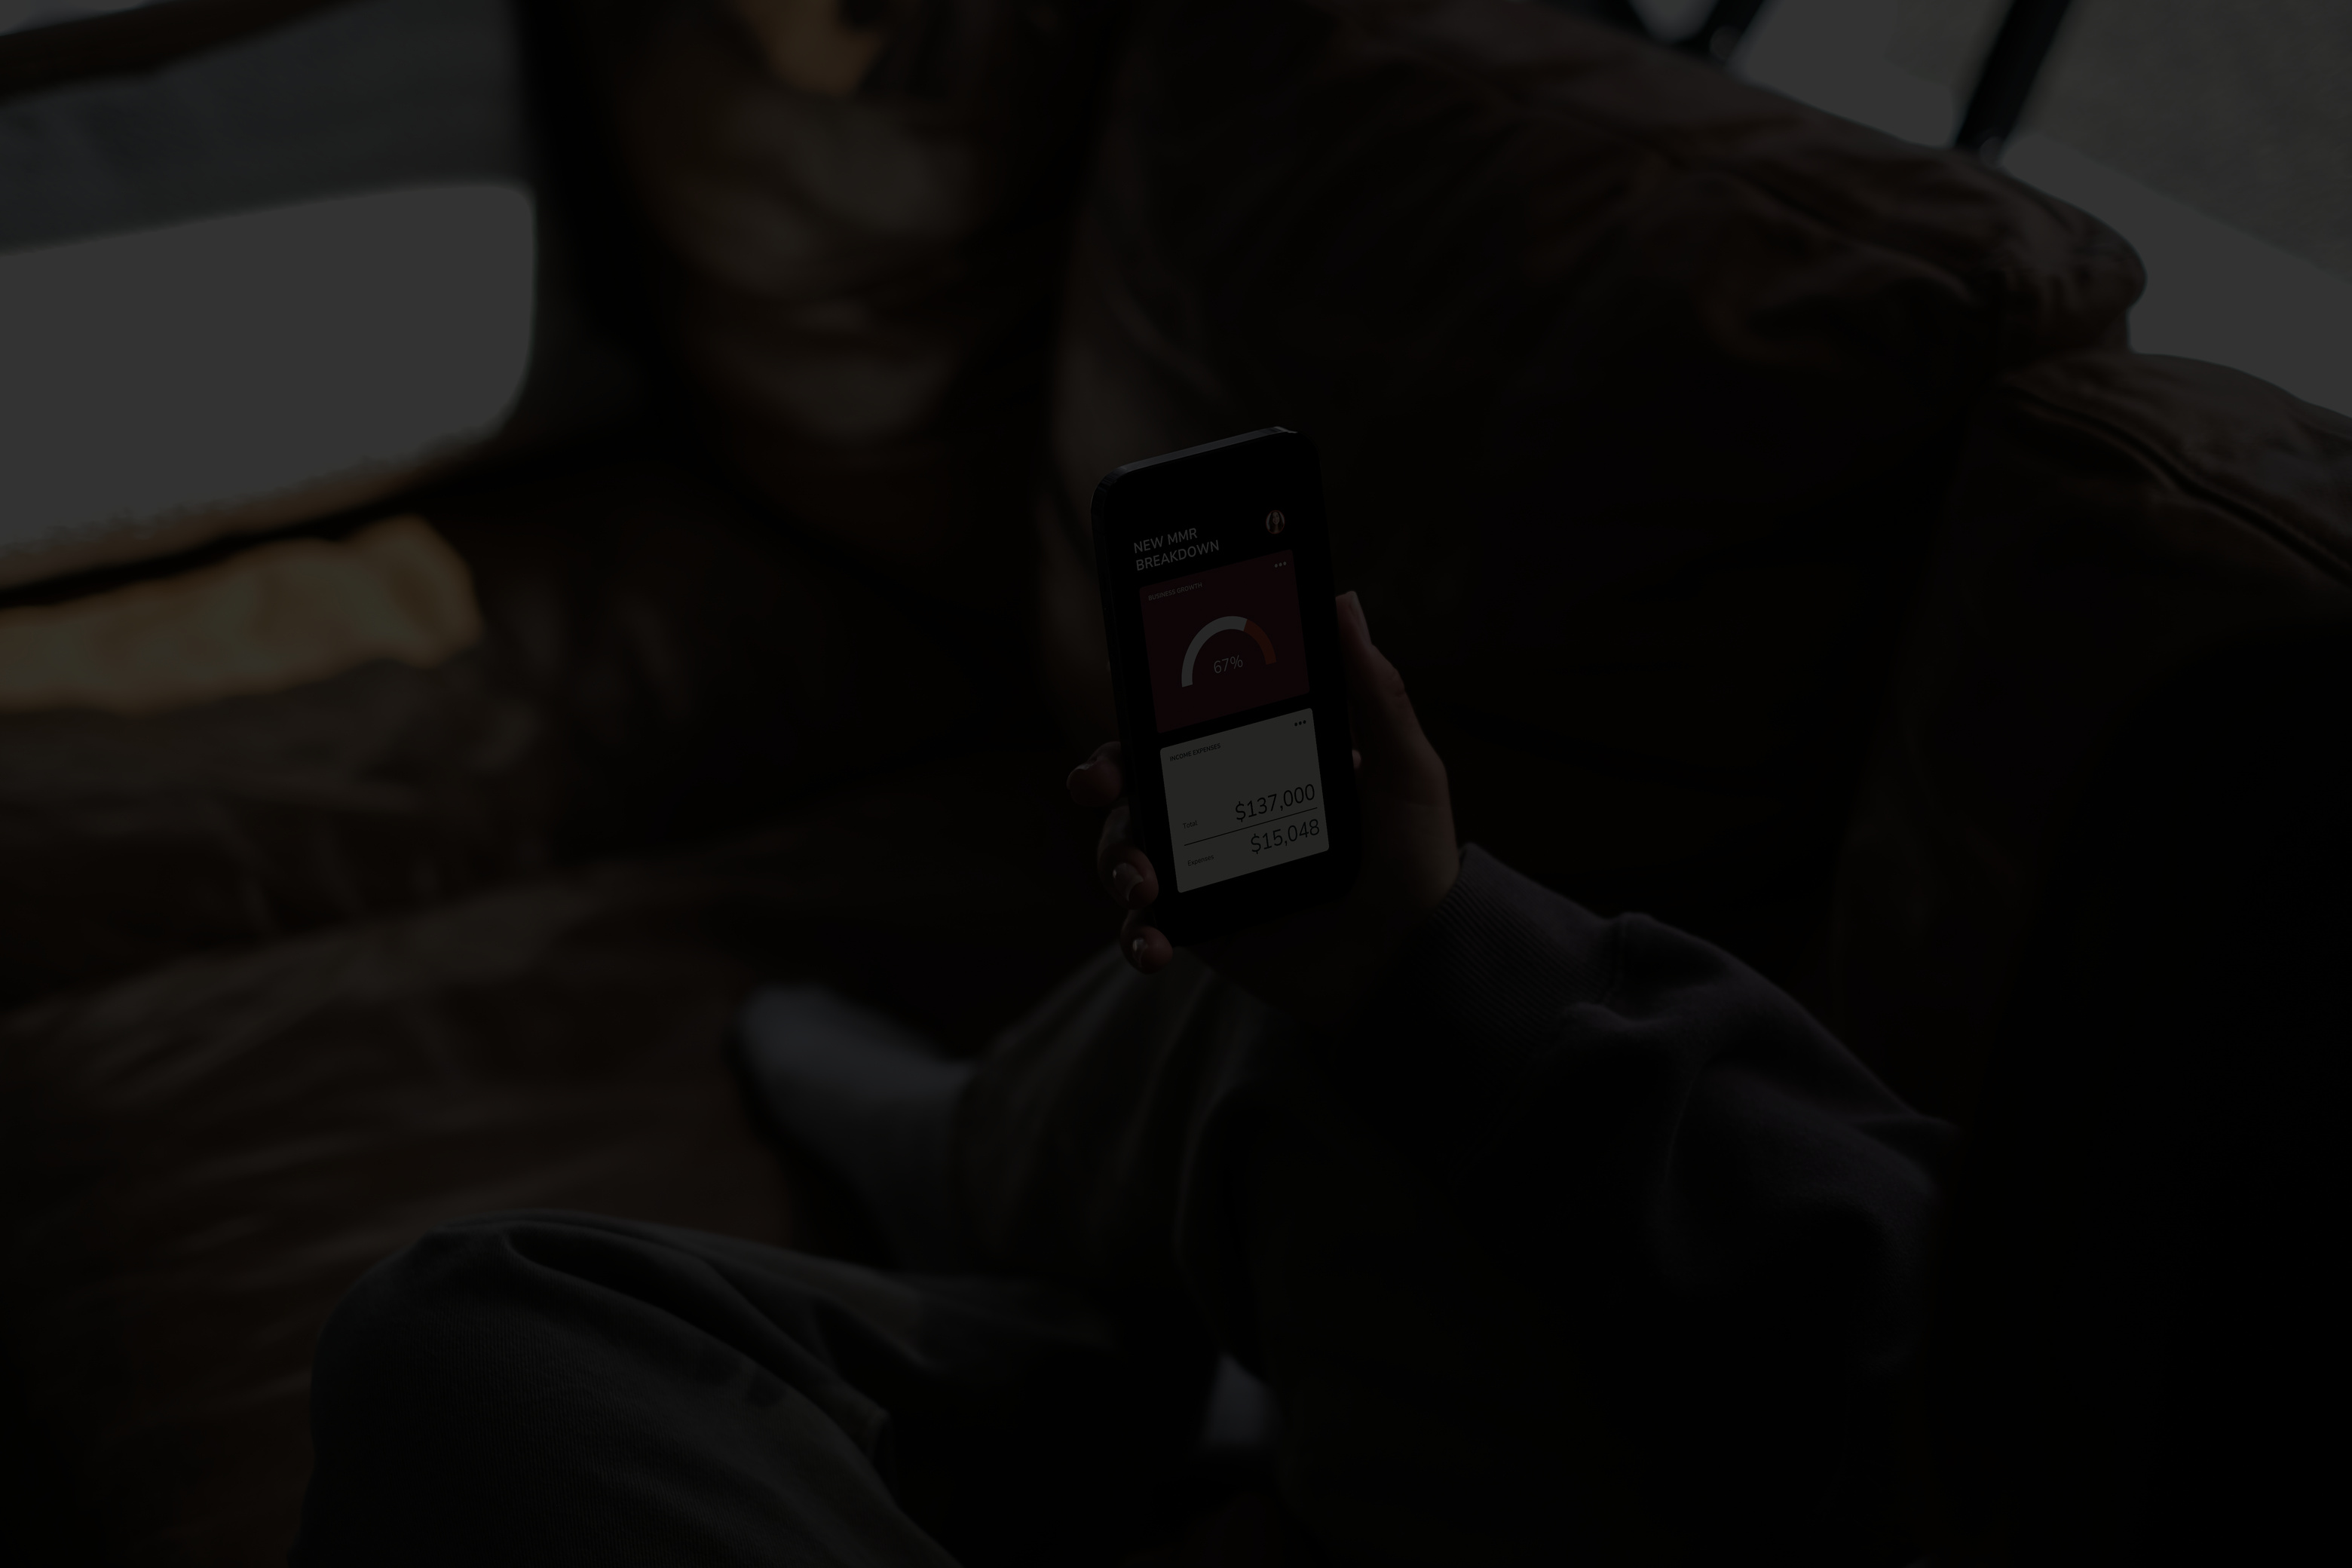 NEW MMR
BREAKDOWN
BUSINESS GROWTH
67%
INCOME EXPENSES
Total
$137,000
Expenses
$15,048